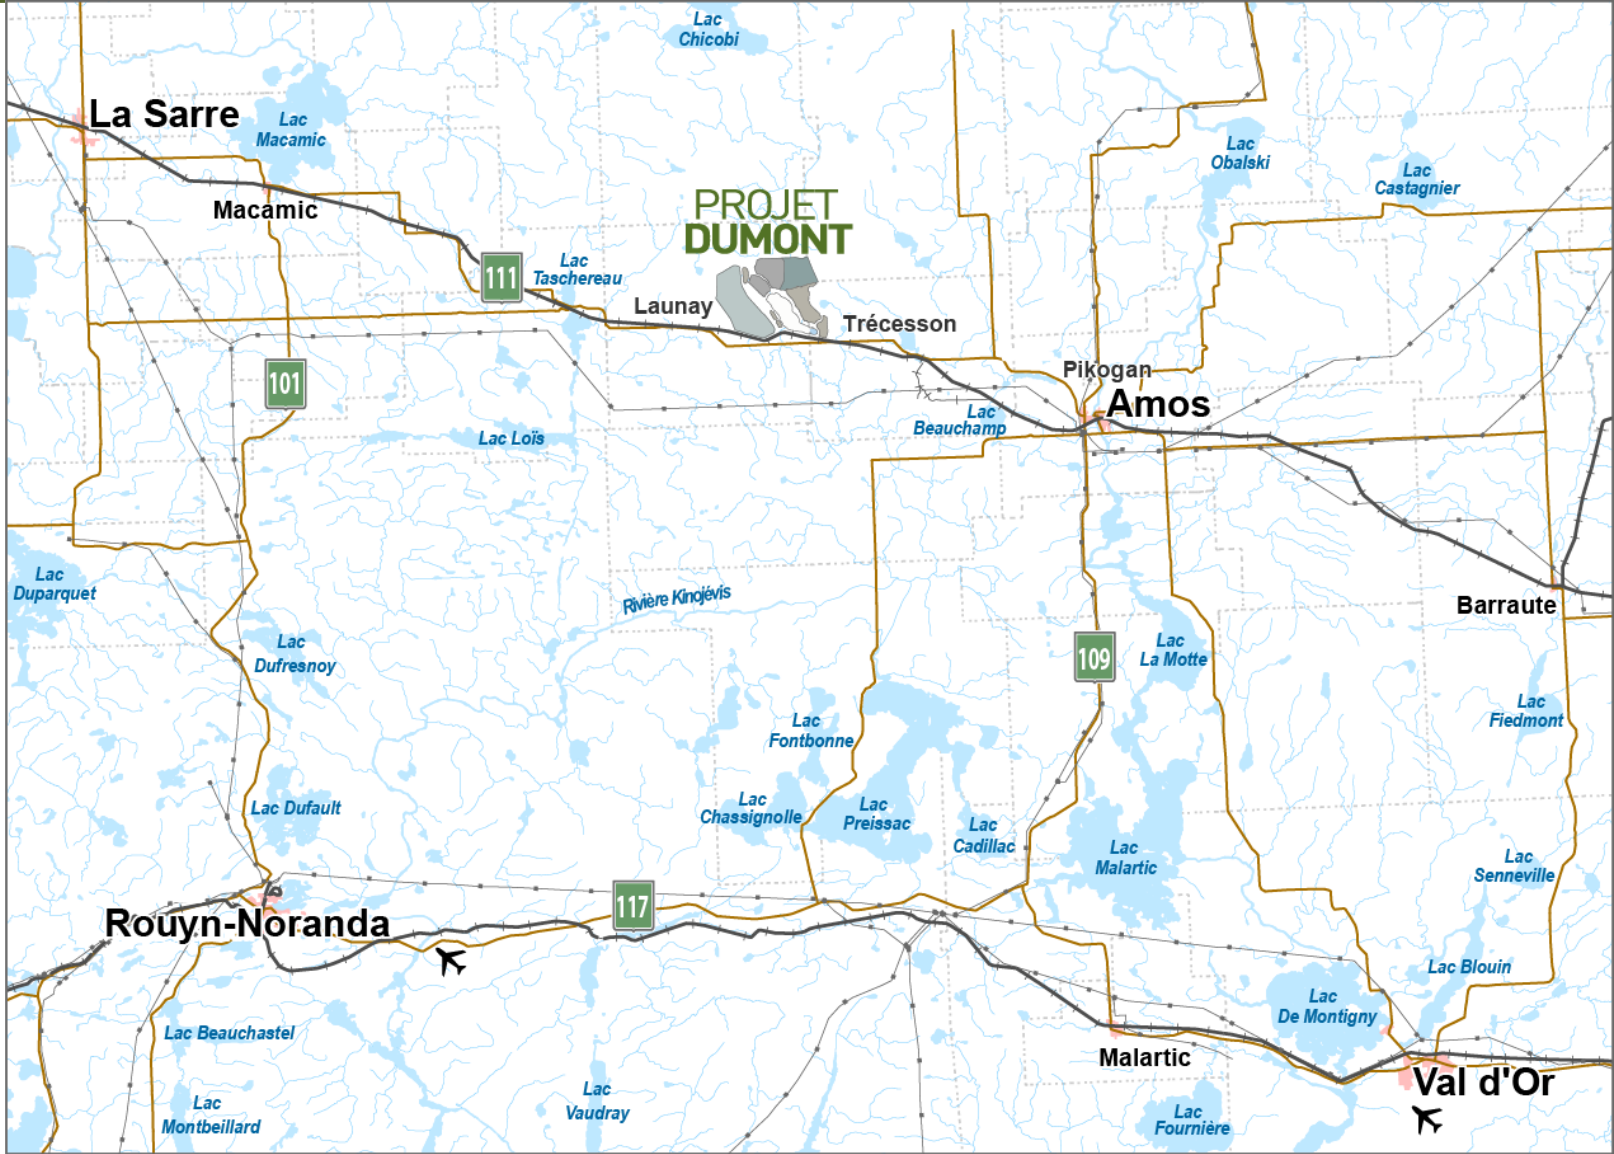 Lac
Chicobi
La Sarre
Lac
Macamic
Lac
Obalski
Lac
Castagnier
Macamic
PROJET
DUMONT
111
Lac
Taschereau
Launay
Trécesson
101
Pikogan
Amos
Lac
Beauchamp
Lac Loïs
Lac
Duparquet
Rivière Kinojévis
Barraute
Lac
Dufresnoy
109
Lac
La Motte
Lac
Fiedmont
Lac
Fontbonne
Lac Dufault
Lac
Chassignolle
Lac
Preissac
Lac
Cadillac
Lac
Malartic
Lac
Senneville
117
Rouyn-Noranda
Lac Blouin
Lac
De Montigny
Lac Beauchastel
Malartic
Val d'Or
Lac
Vaudray
Lac
Montbeillard
Lac
Fournière